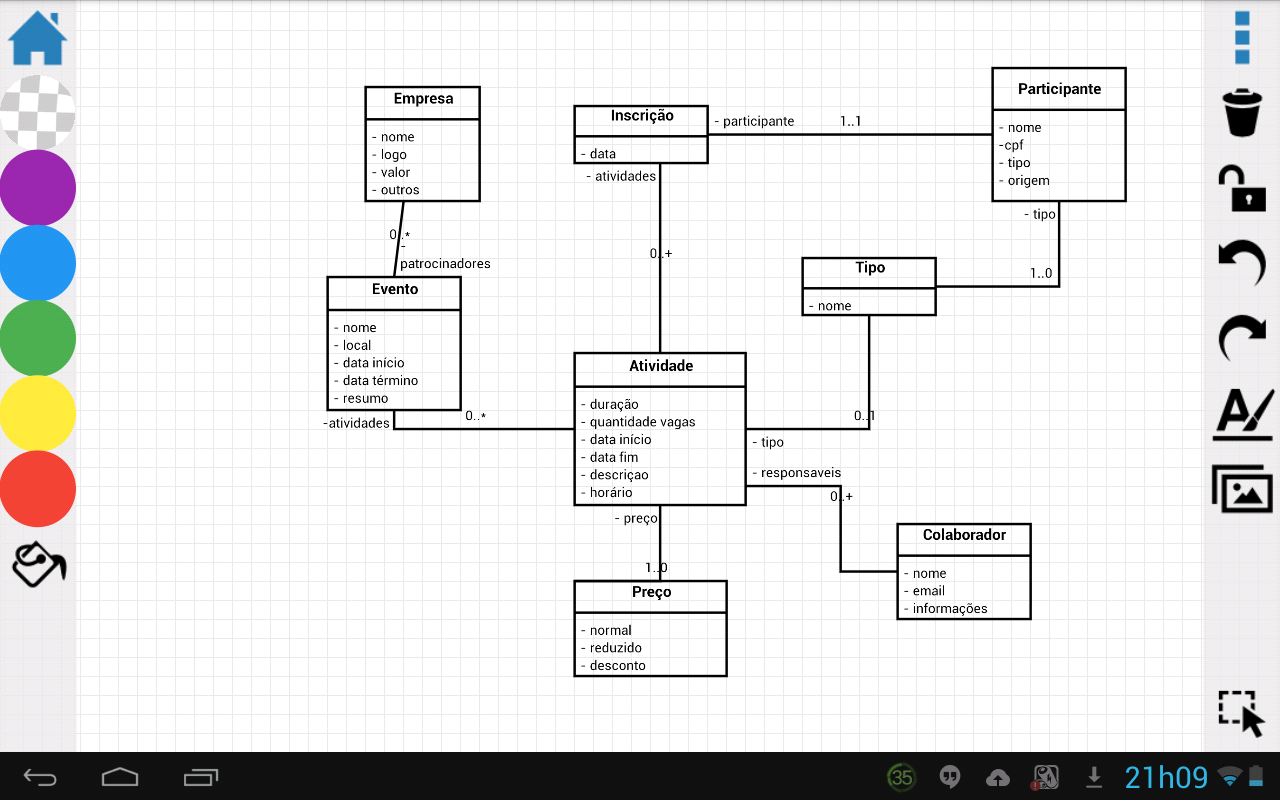 Empresa
- nome
- logo
- valor
- outros
0..*
-
patrocinadores
Evento
- nome
- local
- data início
- data término
- resumo
-atividades
0..*
Inscrição
- data
- participante
1..1
- atividades
0..+
Participante
- nome
-cpf
- tipo
- origem
- tipo
1..0
Tipo
- nome
0..1
Atividade
- duração
- quantidade vagas
- data início
- data fim
- descriçao
- horário
- tipo
- responsaveis
0..+
- preço
1..0
Preço
- normal
- reduzido
- desconto
Colaborador
- nome
- email
- informações
35
21h09